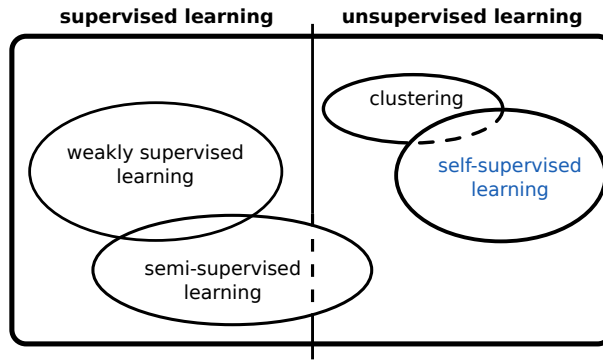 supervised learning
unsupervised learning
clustering
weakly supervised
learning
self-supervised
learning
semi-supervised
learning